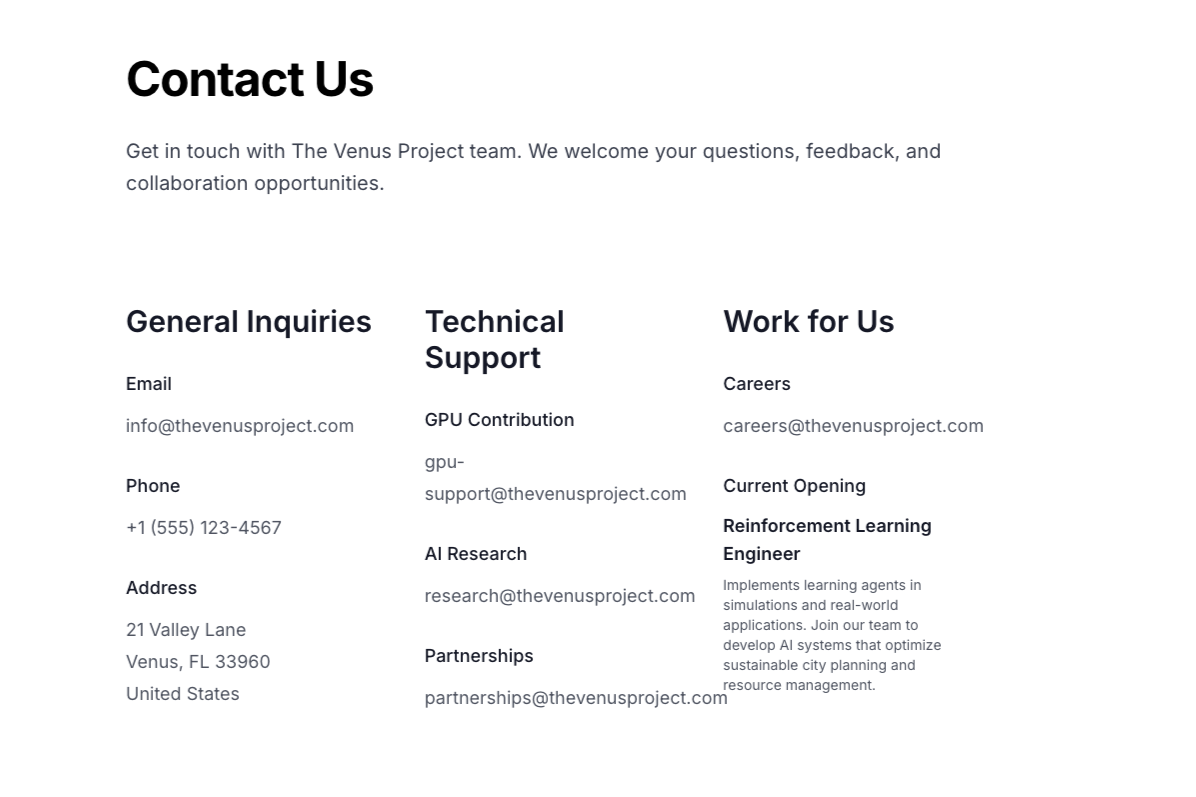 Contact Us
Get in touch with The Venus Project team. We welcome your questions, feedback, and
collaboration opportunities.
General Inquiries
Email
info@thevenusproject.com
Phone
+1 (555) 123-4567
Address
21 Valley Lane
Venus, FL 33960
United States
Technical
Support
GPU Contribution
gpu-
support@thevenusproject.com
AI Research
research@thevenusproject.com
Partnerships
partnerships@thevenusproject.com
Work for Us
Careers
careers@thevenusproject.com
Current Opening
Reinforcement Learning
Engineer
Implements learning agents in
simulations and real-world
applications. Join our team to
develop AI systems that optimize
sustainable city planning and
resource management.